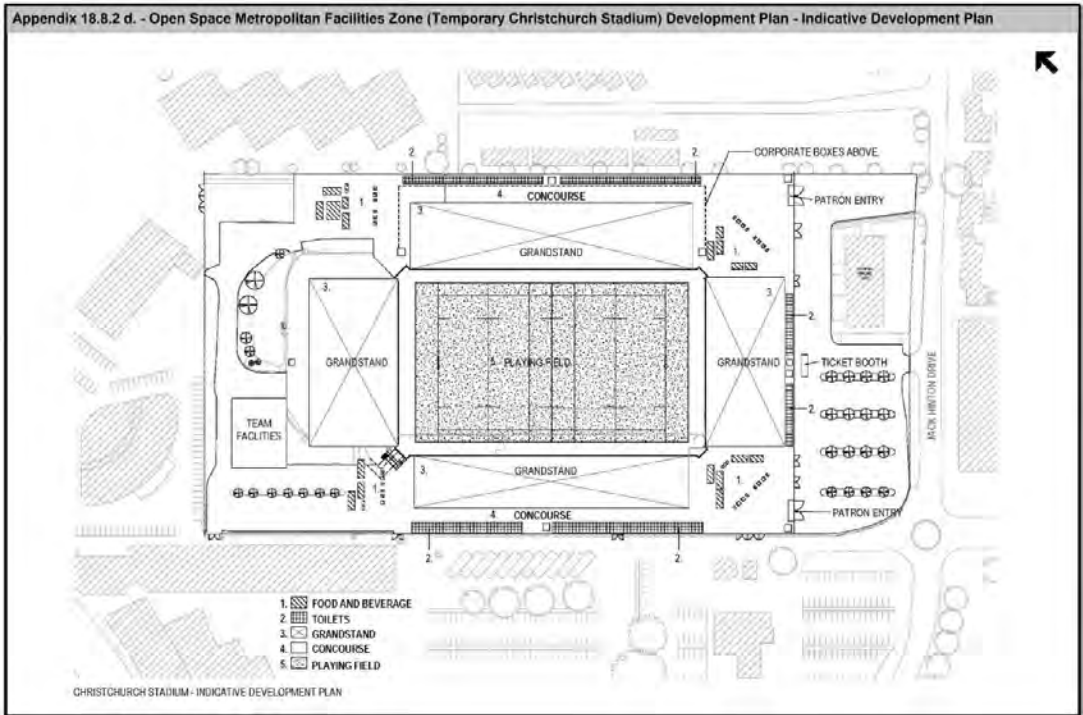 Appendix 18.8.2 d. - Open Space Metropolitan Facilities Zone (Temporary Christchurch Stadium) Development Plan - Indicative Development Plan
2.
2.
CORPORATE BOXES ABOVE
4. CONCOURSE
1.
PATRON ENTRY
3.
GRANDSTAND
1.
3.
3.
2.
GRANDSTAND
5. PLAYING FIELD
GRANDSTAND
TICKET BOOTH
JACK HINTON DRIVE
TEAM
FACILITIES
2.
3.
GRANDSTAND
1.
1.
4. CONCOURSE
PATRON ENTRY
2.
2.
1. FOOD AND BEVERAGE
2. TOILETS
3. GRANDSTAND
4. CONCOURSE
5. PLAYING FIELD
CHRISTCHURCH STADIUM - INDICATIVE DEVELOPMENT PLAN